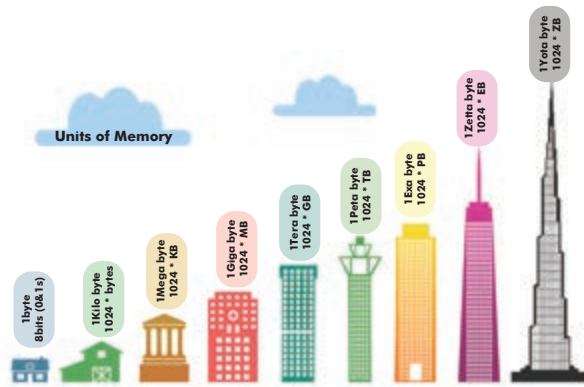 Units of Memory
1byte
8bits (0&1s)
1Kilo byte
1024 * bytes
1Mega byte
1024 * KB
1Giga byte
1024 * MB
1Tera byte
1024 * GB
1Peta byte
1024 * TB
1Exa byte
1024 * PB
1Zetta byte
1024 * EB
1Yota byte
1024 * ZB